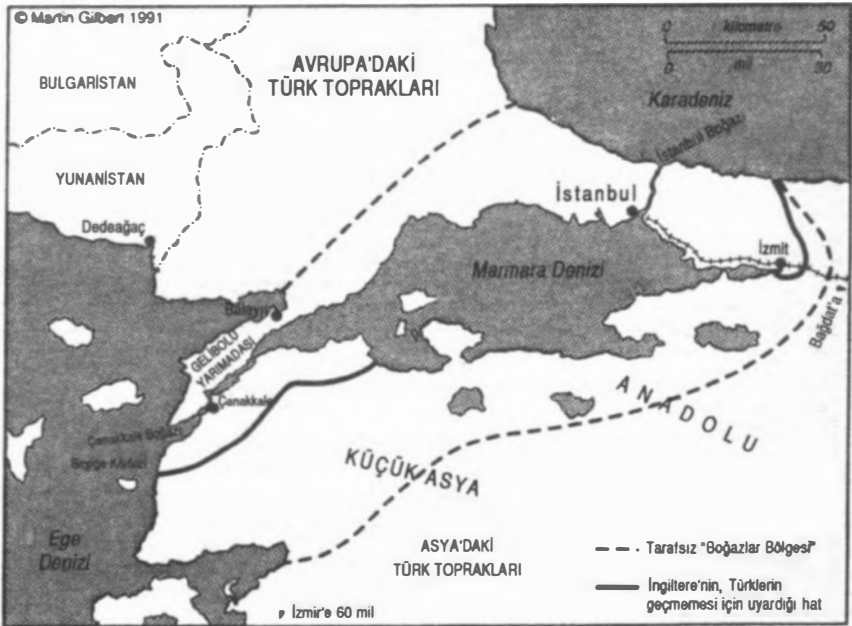 © Martin Gilbert 1991
0 kilometre 50
0 mil 30
AVRUPA'DAKİ
TÜRK TOPRAKLARI
BULGARİSTAN
Karadeniz
İstanbul Boğazı
YUNANİSTAN
İstanbul
Dedeağaç
İzmit
Marmara Denizi
Bağdat'a
Bulayır
GELİBOLU
YARIMADASI
Çanakkale
ANADOLU
Çanakkale Boğazı
KÜÇÜK ASYA
Ege
Denizi
ASYA'DAKİ
TÜRK TOPRAKLARI
Tarafsız "Boğazlar Bölgesi"
İngiltere'nin, Türklerin
geçmemesi için uyardığı hat
İzmir'e 60 mil